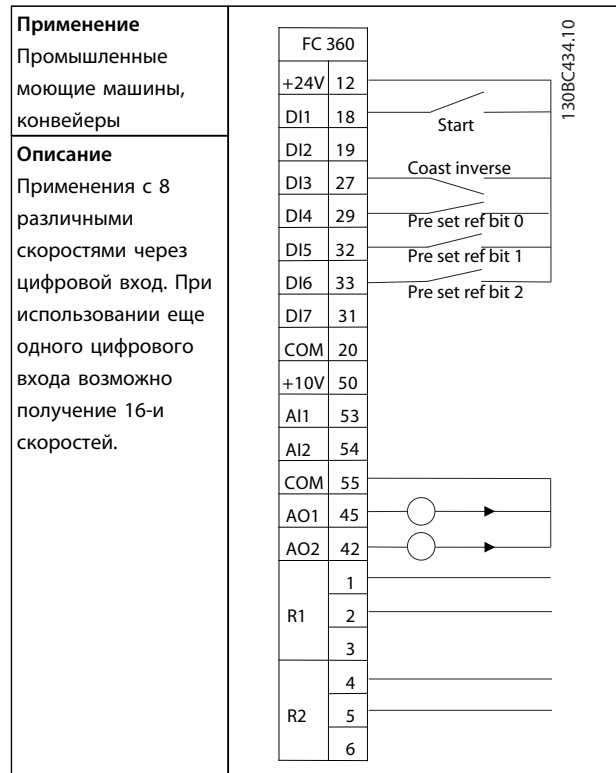 Применение
Промышленные
моющие машины,
конвейеры
Описание
Применения с 8
различными
скоростями через
цифровой вход. При
использовании еще
одного цифрового
входа возможно
получение 16-и
скоростей.
FC 360
+24V 12
DI1 18
Start
DI2 19
Coast inverse
DI3 27
DI4 29
Pre set ref bit 0
DI5 32
Pre set ref bit 1
DI6 33
Pre set ref bit 2
DI7 31
COM 20
+10V 50
AI1 53
AI2 54
COM 55
AO1 45
AO2 42
R1
1
2
3
R2
4
5
6
130BC434.10